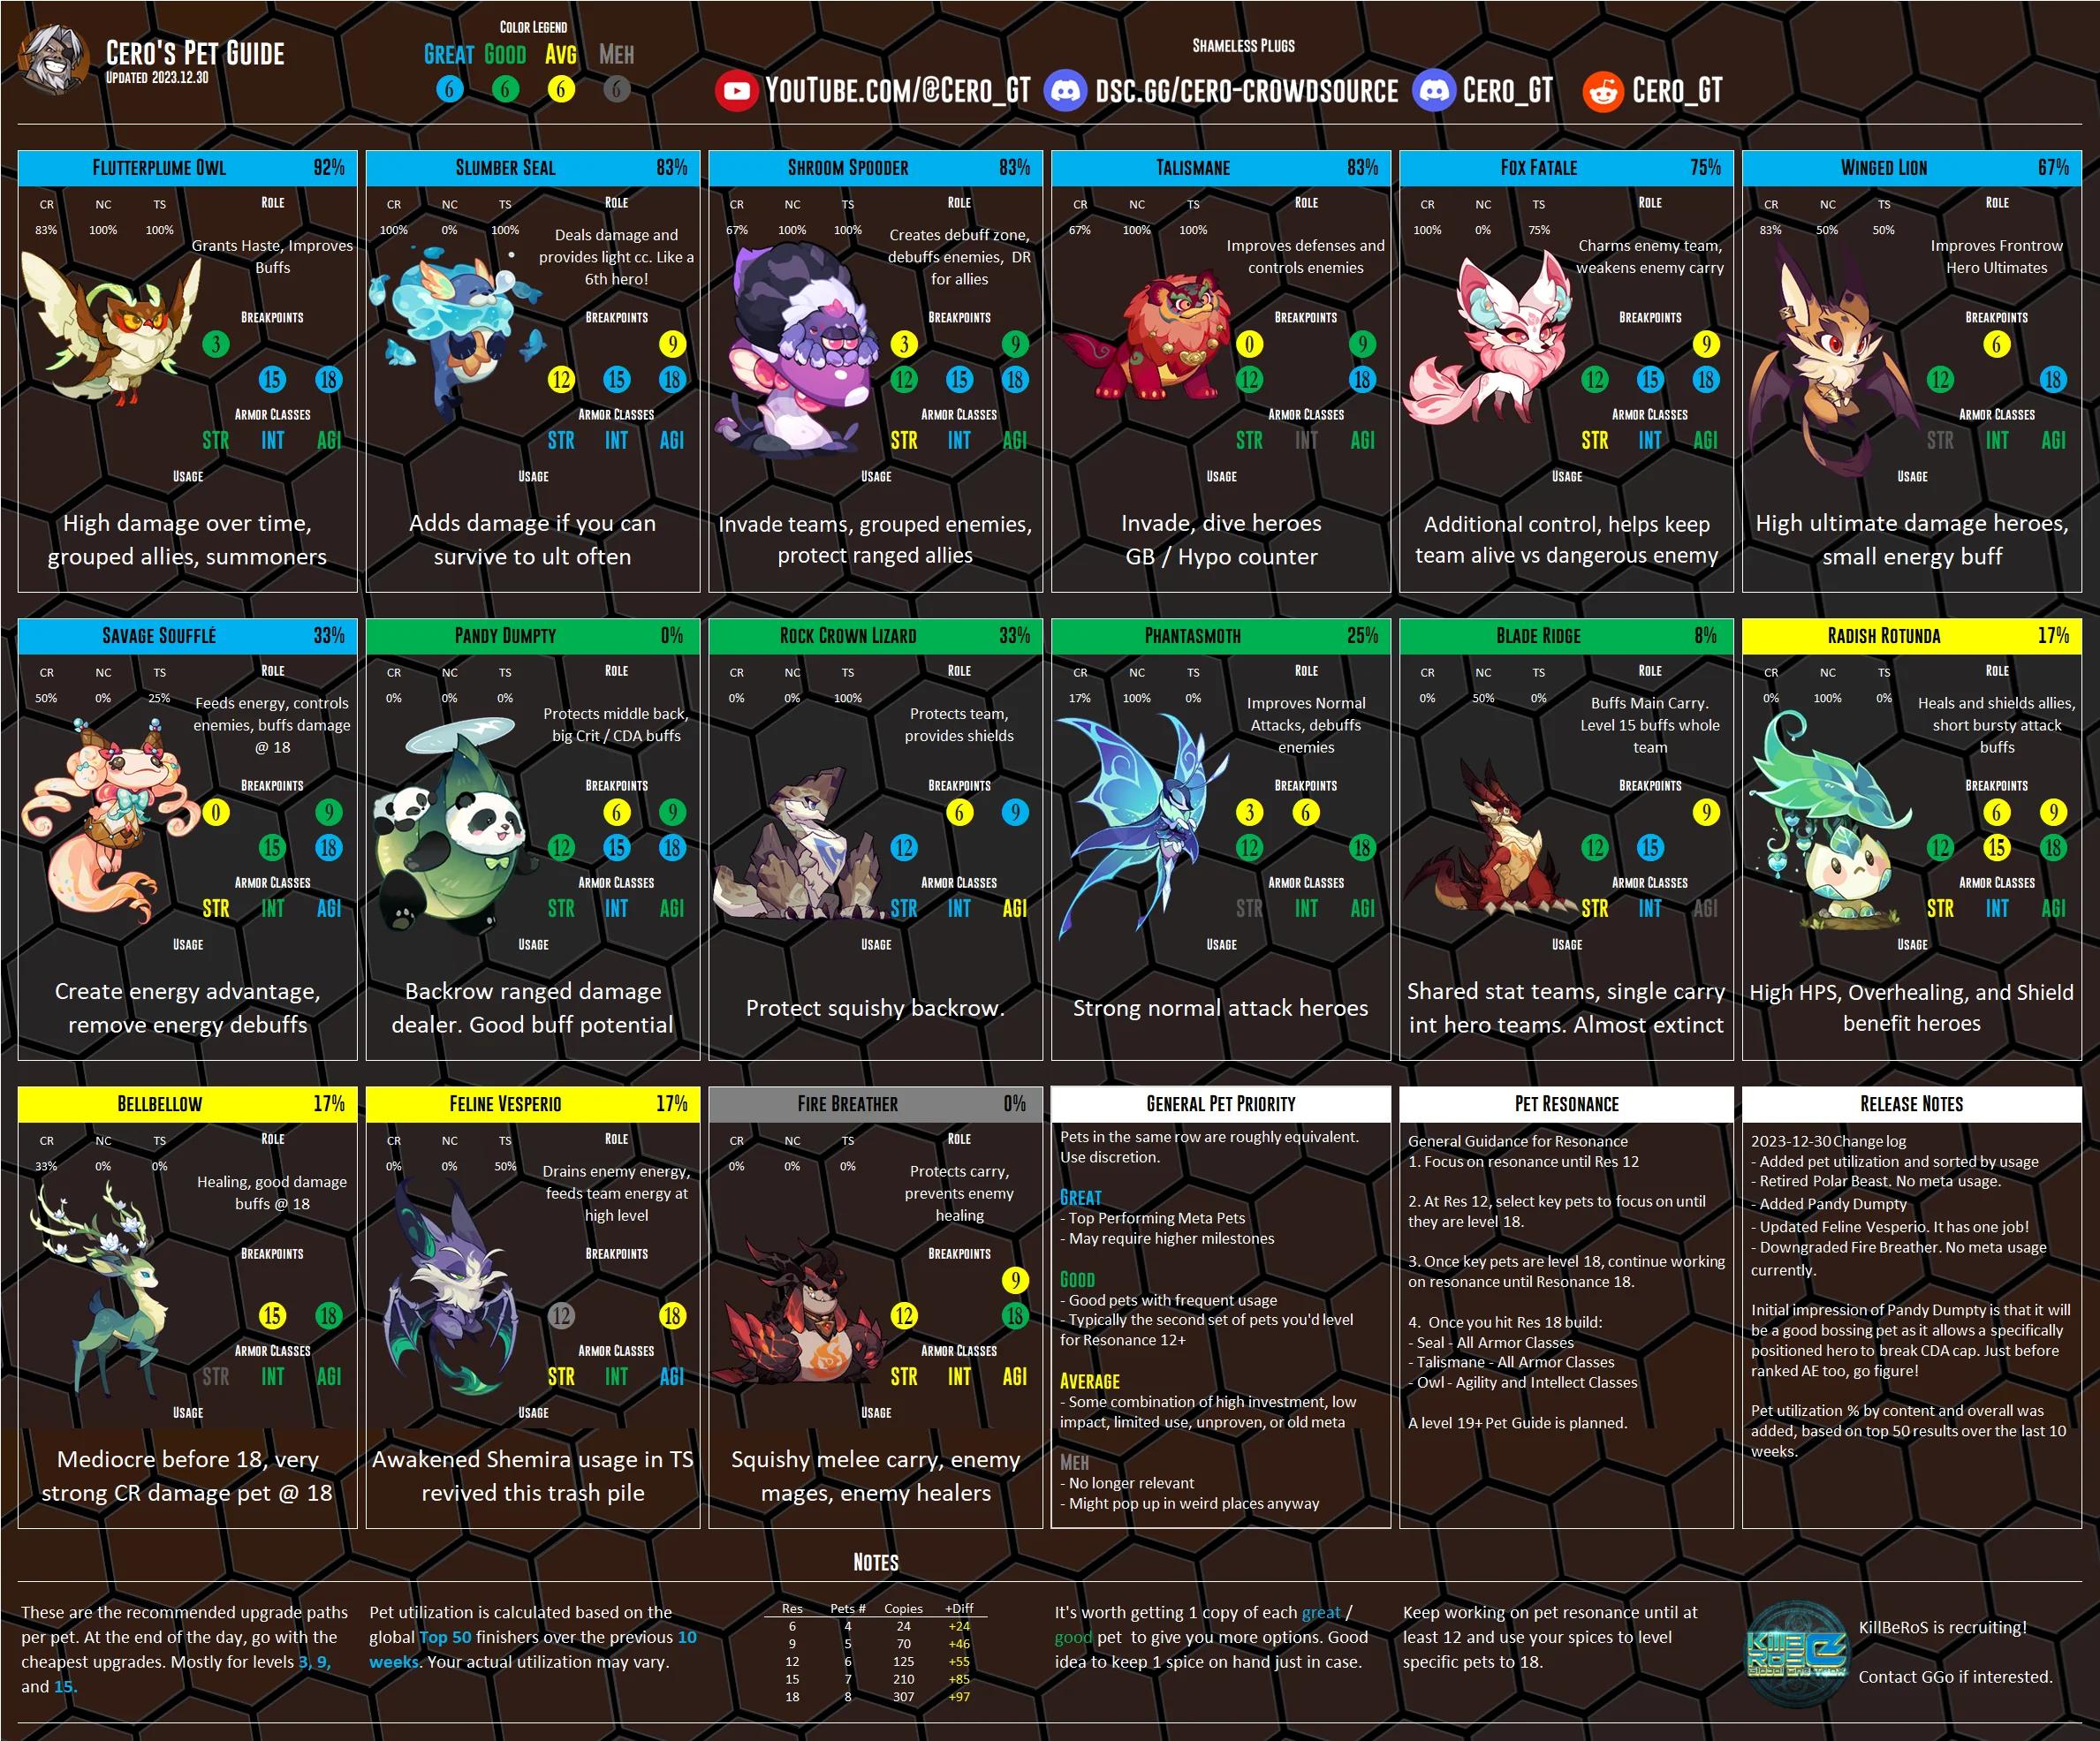 Cero's Pet Guide
Updated 2023.12.30
Color Legend
Great Good Avg Meh
6 6 6 6
Shameless Plugs
YouTube.com/@Cero_GT dsc.gg/cero-crowdsource Cero_GT Cero_GT
Flutterplume Owl 92%
CR NC TS Role
83% 100% 100%
Grants Haste, Improves
Buffs
Breakpoints
3
15 18
Armor Classes
STR INT AGI
Usage
High damage over time,
grouped allies, summoners
Slumber Seal 83%
CR NC TS Role
100% 0% 100%
Deals damage and
provides light cc. Like a
6th hero!
Breakpoints
9
12 15 18
Armor Classes
STR INT AGI
Usage
Adds damage if you can
survive to ult often
Shroom Spooder 83%
CR NC TS Role
67% 100% 100%
Creates debuff zone,
debuffs enemies, DR
for allies
Breakpoints
3 9
12 15 18
Armor Classes
STR INT AGI
Usage
Invade teams, grouped enemies,
protect ranged allies
Talismane 83%
CR NC TS Role
67% 100% 100%
Improves defenses and
controls enemies
Breakpoints
0 9
12 18
Armor Classes
STR INT AGI
Usage
Invade, dive heroes
GB / Hypo counter
Fox Fatale 75%
CR NC TS Role
100% 0% 75%
Charms enemy team,
weakens enemy carry
Breakpoints
9
12 15 18
Armor Classes
STR INT AGI
Usage
Additional control, helps keep
team alive vs dangerous enemy
Winged Lion 67%
CR NC TS Role
83% 50% 50%
Improves Frontrow
Hero Ultimates
Breakpoints
6
12 18
Armor Classes
STR INT AGI
Usage
High ultimate damage heroes,
small energy buff
Savage Soufflé 33%
CR NC TS Role
50% 0% 25%
Feeds energy, controls
enemies, buffs damage
@ 18
Breakpoints
0 9
15 18
Armor Classes
STR INT AGI
Usage
Create energy advantage,
remove energy debuffs
Pandy Dumpty 0%
CR NC TS Role
0% 0% 0%
Protects middle back,
big Crit / CDA buffs
Breakpoints
6 9
12 15 18
Armor Classes
STR INT AGI
Usage
Backrow ranged damage
dealer. Good buff potential
Rock Crown Lizard 33%
CR NC TS Role
0% 0% 100%
Protects team,
provides shields
Breakpoints
6 9
12
Armor Classes
STR INT AGI
Usage
Protect squishy backrow.
Phantasmoth 25%
CR NC TS Role
17% 100% 0%
Improves Normal
Attacks, debuffs
enemies
Breakpoints
3 6
12 18
Armor Classes
STR INT AGI
Usage
Strong normal attack heroes
Blade Ridge 8%
CR NC TS Role
0% 50% 0%
Buffs Main Carry.
Level 15 buffs whole
team
Breakpoints
9
12 15
Armor Classes
STR INT AGI
Usage
Shared stat teams, single carry
int hero teams. Almost extinct
Radish Rotunda 17%
CR NC TS Role
0% 100% 0%
Heals and shields allies,
short bursty attack
buffs
Breakpoints
6 9
12 15 18
Armor Classes
STR INT AGI
Usage
High HPS, Overhealing, and Shield
benefit heroes
Bellbellow 17%
CR NC TS Role
33% 0% 0%
Healing, good damage
buffs @ 18
Breakpoints
15 18
Armor Classes
STR INT AGI
Usage
Mediocre before 18, very
strong CR damage pet @ 18
Feline Vesperio 17%
CR NC TS Role
0% 0% 50%
Drains enemy energy,
feeds team energy at
high level
Breakpoints
12 18
Armor Classes
STR INT AGI
Usage
Awakened Shemira usage in TS
revived this trash pile
Fire Breather 0%
CR NC TS Role
0% 0% 0%
Protects carry,
prevents enemy
healing
Breakpoints
9
12 18
Armor Classes
STR INT AGI
Usage
Squishy melee carry, enemy
mages, enemy healers
General Pet Priority
Pets in the same row are roughly equivalent.
Use discretion.
Great
- Top Performing Meta Pets
- May require higher milestones
Good
- Good pets with frequent usage
- Typically the second set of pets you'd level
for Resonance 12+
Average
- Some combination of high investment, low
impact, limited use, unproven, or old meta
Meh
- No longer relevant
- Might pop up in weird places anyway
Pet Resonance
General Guidance for Resonance
1. Focus on resonance until Res 12
2. At Res 12, select key pets to focus on until
they are level 18.
3. Once key pets are level 18, continue working
on resonance until Resonance 18.
4. Once you hit Res 18 build:
- Seal - All Armor Classes
- Talismane - All Armor Classes
- Owl - Agility and Intellect Classes
A level 19+ Pet Guide is planned.
Release Notes
2023-12-30 Change log
- Added pet utilization and sorted by usage
- Retired Polar Beast. No meta usage.
- Added Pandy Dumpty
- Updated Feline Vesperio. It has one job!
- Downgraded Fire Breather. No meta usage
currently.
Initial impression of Pandy Dumpty is that it will
be a good bossing pet as it allows a specifically
positioned hero to break CDA cap. Just before
ranked AE too, go figure!
Pet utilization % by content and overall was
added, based on top 50 results over the last 10
weeks.
Notes
These are the recommended upgrade paths
per pet. At the end of the day, go with the
cheapest upgrades. Mostly for levels 3, 9,
and 15.
Pet utilization is calculated based on the
global Top 50 finishers over the previous 10
weeks. Your actual utilization may vary.
Res Pets # Copies +Diff
6 4 24 +24
9 5 70 +46
12 6 125 +55
15 7 210 +85
18 8 307 +97
It's worth getting 1 copy of each great /
good pet to give you more options. Good
idea to keep 1 spice on hand just in case.
Keep working on pet resonance until at
least 12 and use your spices to level
specific pets to 18.
KillBeRoS is recruiting!
Contact GGo if interested.